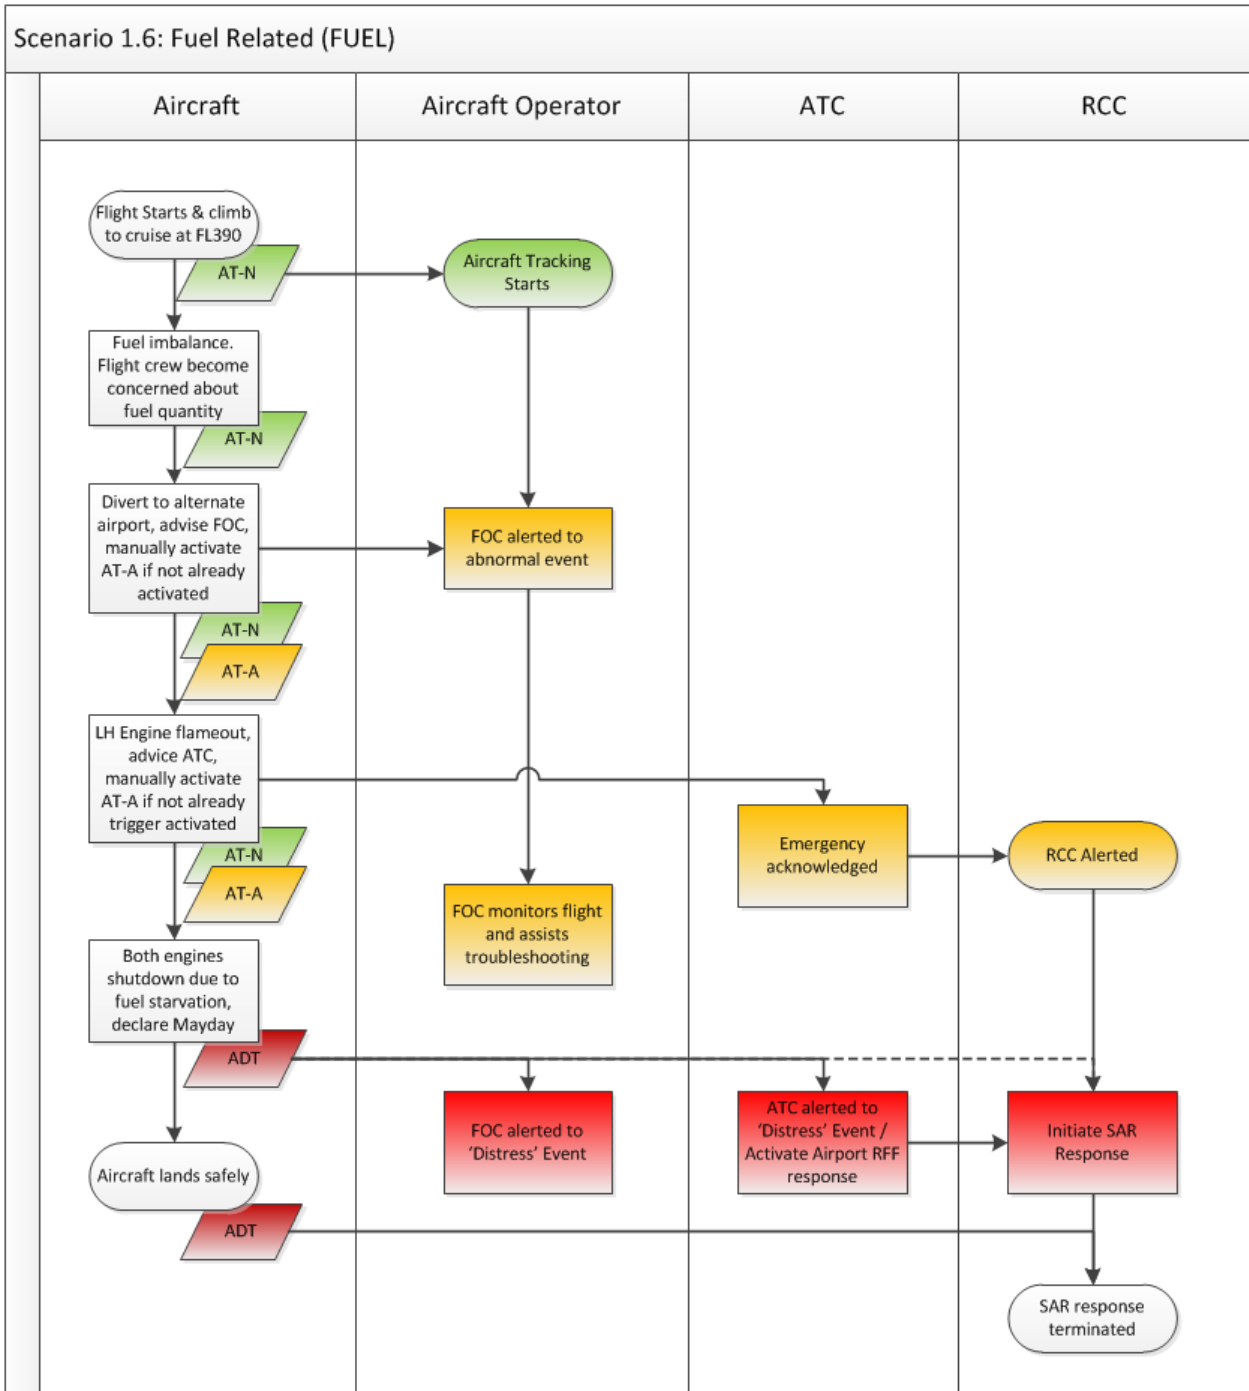 Scenario 1.6: Fuel Related (FUEL)
Aircraft
Aircraft Operator
ATC
RCC
Flight Starts & climb
to cruise at FL390
AT-N
Aircraft Tracking
Starts
Fuel imbalance.
Flight crew become
concerned about
fuel quantity
AT-N
Divert to alternate
airport, advise FOC,
manually activate
AT-A if not already
activated
FOC alerted to
abnormal event
AT-N
AT-A
LH Engine flameout,
advice ATC,
manually activate
AT-A if not already
trigger activated
Emergency
acknowledged
RCC Alerted
AT-N
AT-A
FOC monitors flight
and assists
troubleshooting
Both engines
shutdown due to
fuel starvation,
declare Mayday
ADT
FOC alerted to
‘Distress’ Event
ATC alerted to
‘Distress’ Event /
Activate Airport RFF
response
Initiate SAR
Response
Aircraft lands safely
ADT
SAR response
terminated